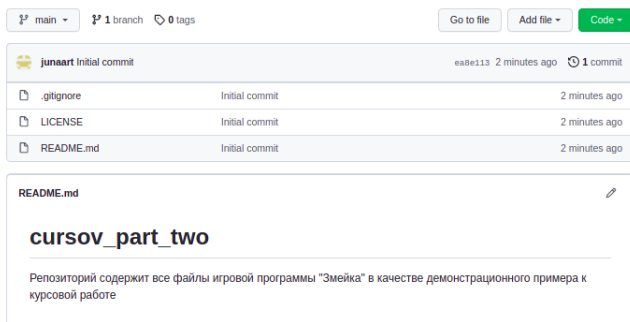 main 1 branch 0 tags Go to file Add file Code
junaart Initial commit ea8e113 2 minutes ago 1 commit
.gitignore Initial commit 2 minutes ago
LICENSE Initial commit 2 minutes ago
README.md Initial commit 2 minutes ago
README.md
cursov_part_two
Репозиторий содержит все файлы игровой программы "Змейка" в качестве демонстрационного примера к
курсовой работе